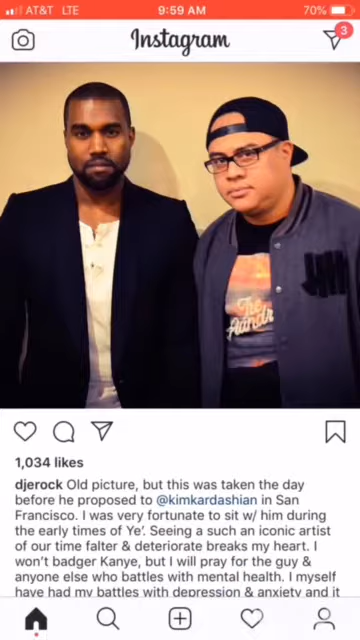 AT&T LTE 9:59 AM 70%
Instagram
3
The
1,034 likes
djerock Old picture, but this was taken the day
before he proposed to @kimkardashian in San
Francisco. I was very fortunate to sit w/ him during
the early times of Ye'. Seeing a such an iconic artist
of our time falter & deteriorate breaks my heart. I
won't badger Kanye, but I will pray for the guy &
anyone else who battles with mental health. I myself
have had my battles with depression & anxiety and it